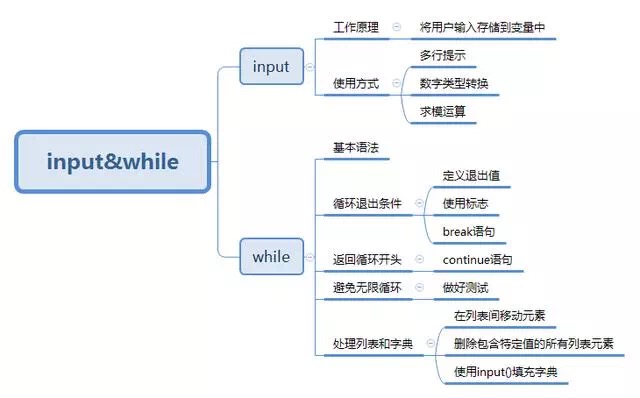 input&while
input
工作原理
将用户输入存储到变量中
使用方式
多行提示
数字类型转换
求模运算
while
基本语法
循环退出条件
定义退出值
使用标志
break语句
返回循环开头
continue语句
避免无限循环
做好测试
处理列表和字典
在列表间移动元素
删除包含特定值的所有列表元素
使用input()填充字典